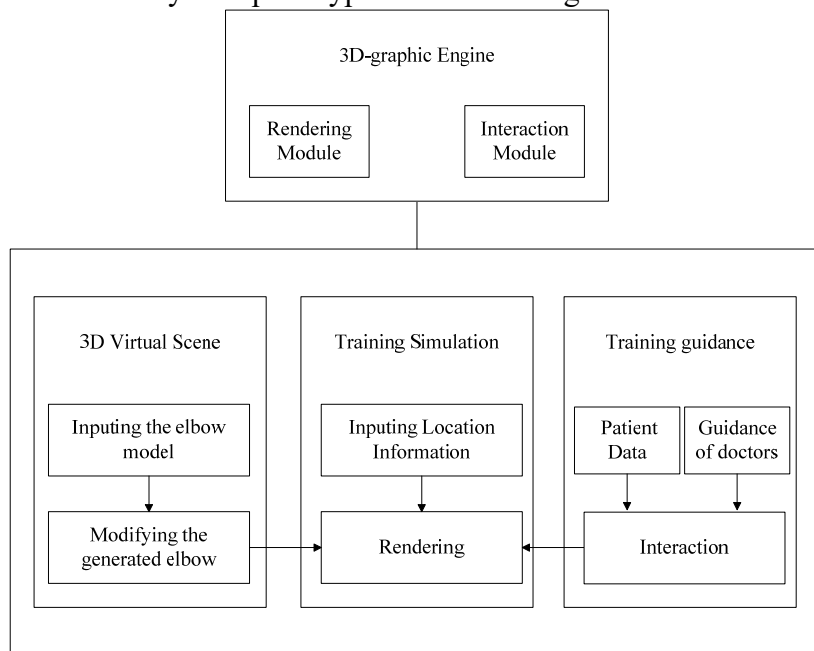 3D-graphic Engine
Rendering
Module
Interaction
Module
3D Virtual Scene
Inputing the elbow
model
Modifying the
generated elbow
Training Simulation
Inputing Location
Information
Rendering
Training guidance
Patient
Data
Guidance
of doctors
Interaction